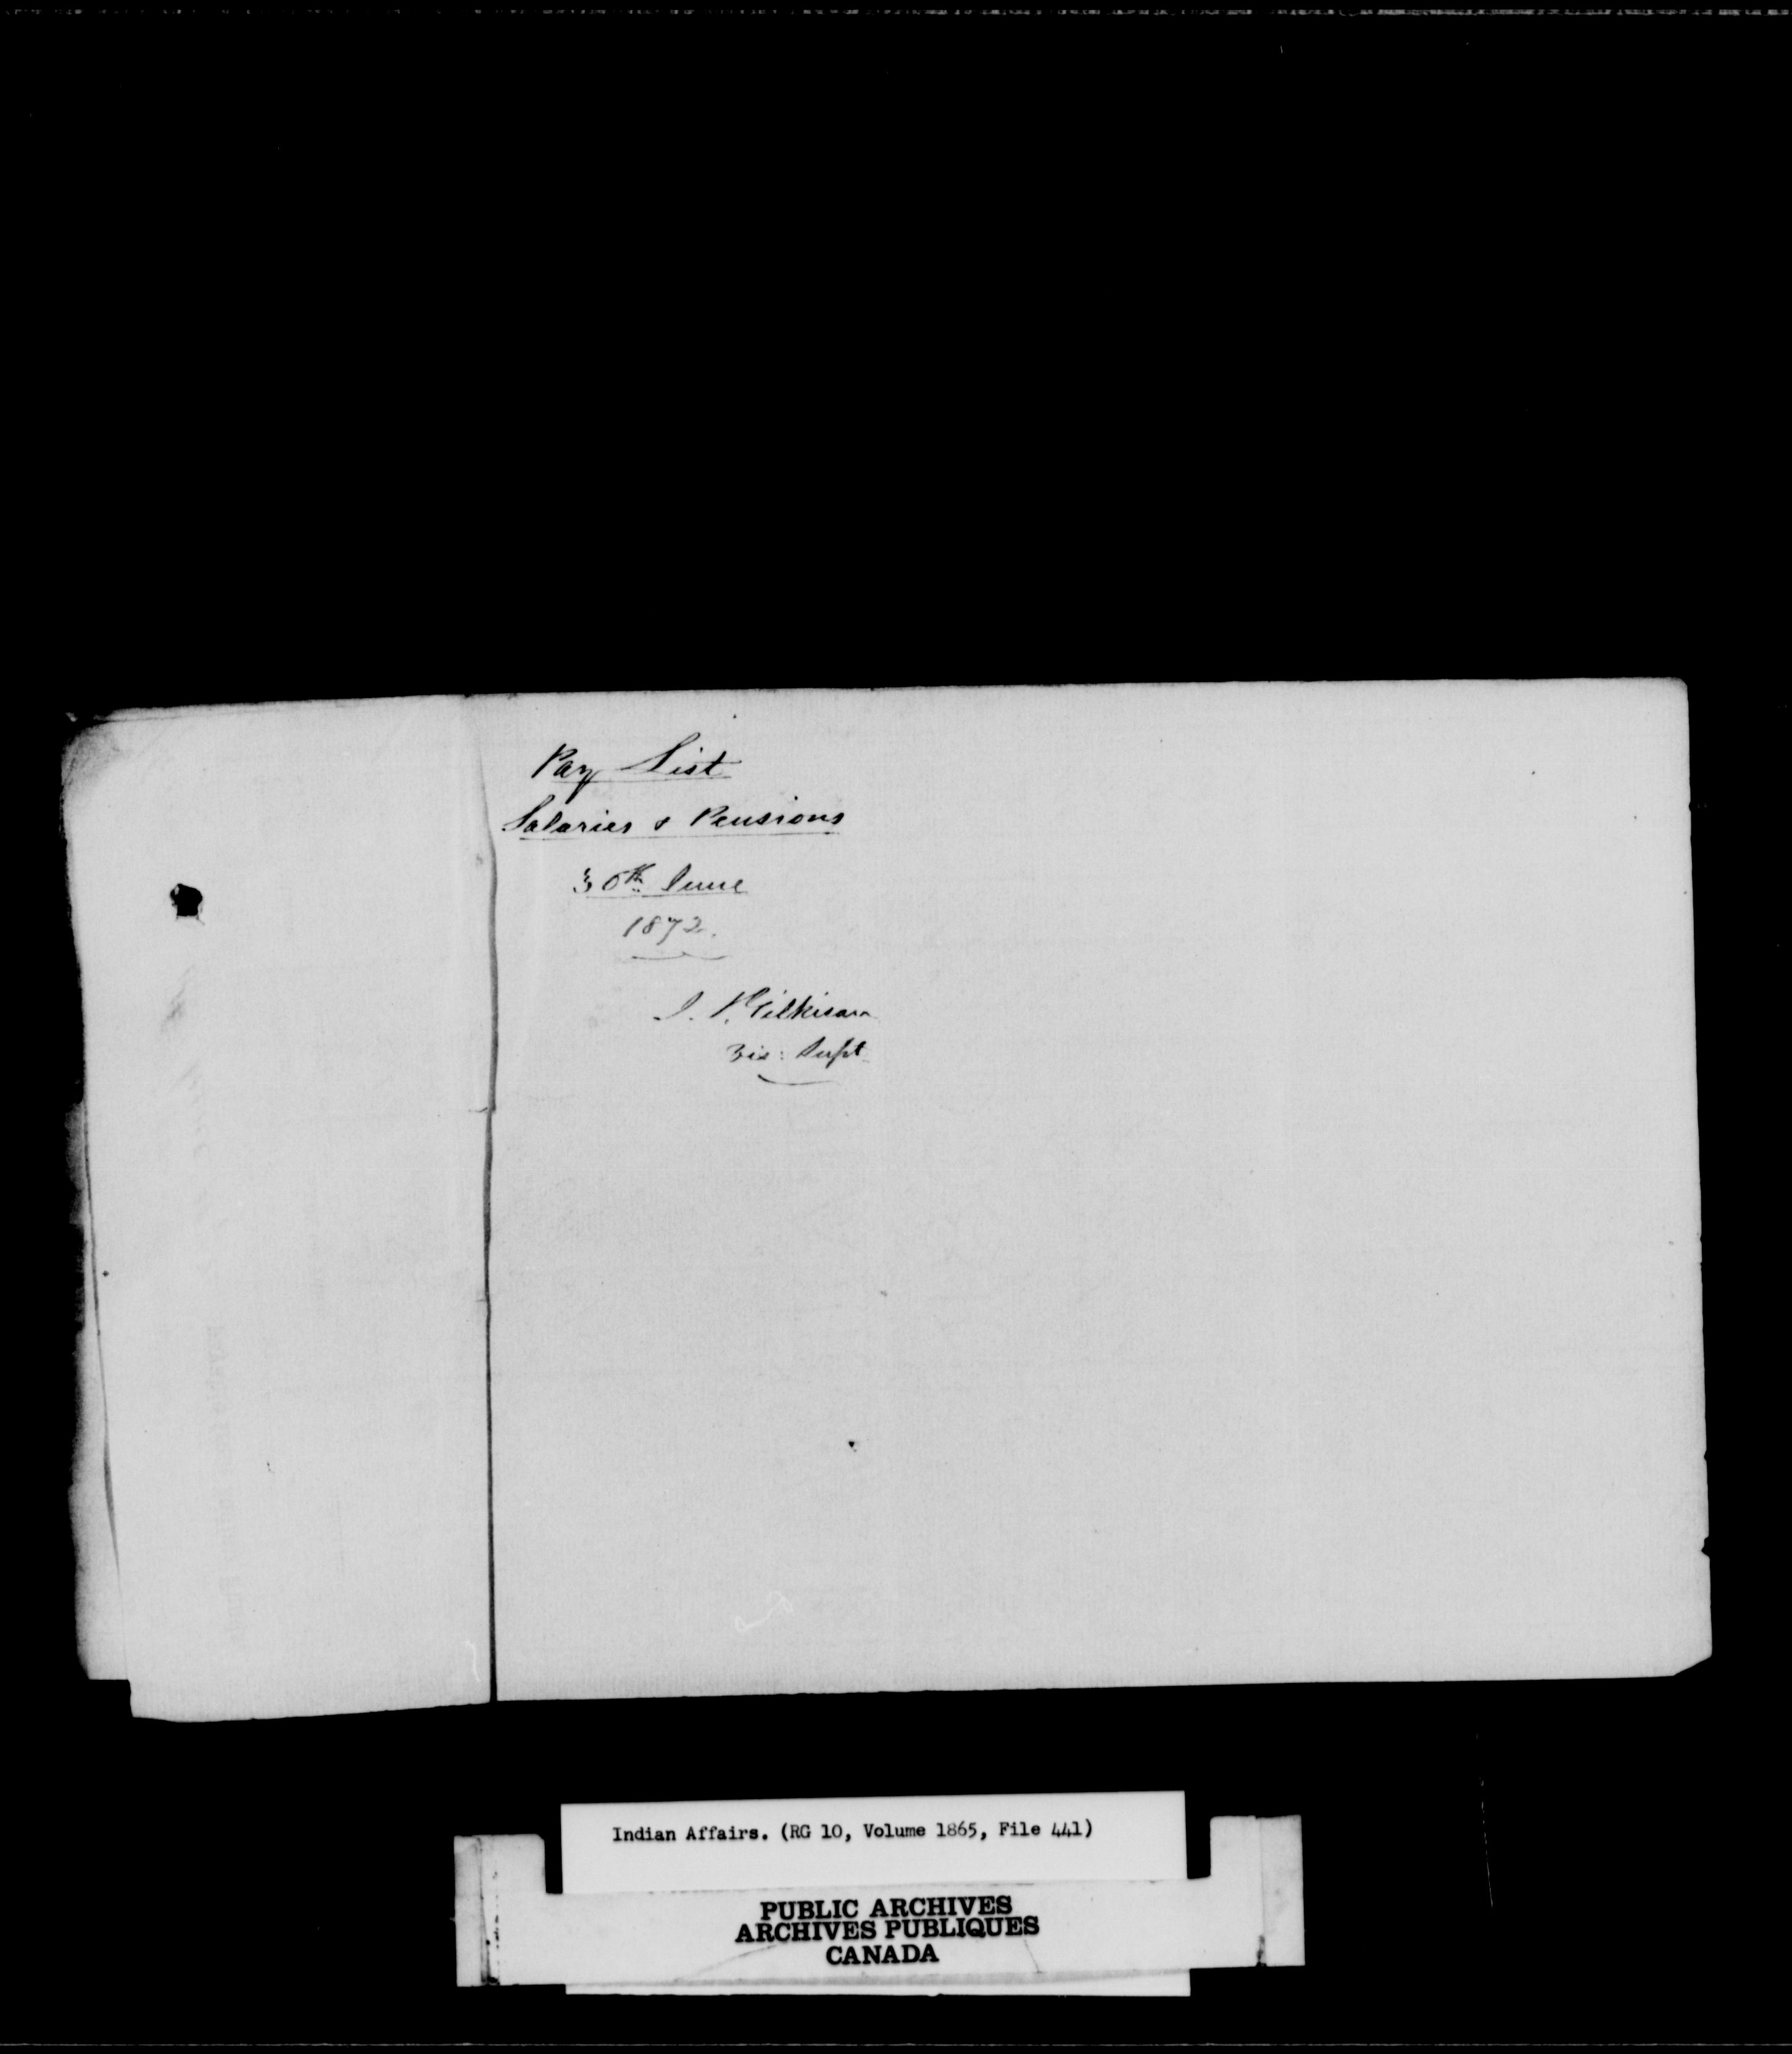 Pay List
Salaries & Pensions
30th June
1872.
J. T. Gilkison
Vis: Supt
Indian Affairs. (RG 10, Volume 1865, File 441)
PUBLIC ARCHIVES
ARCHIVES PUBLIQUES
CANADA